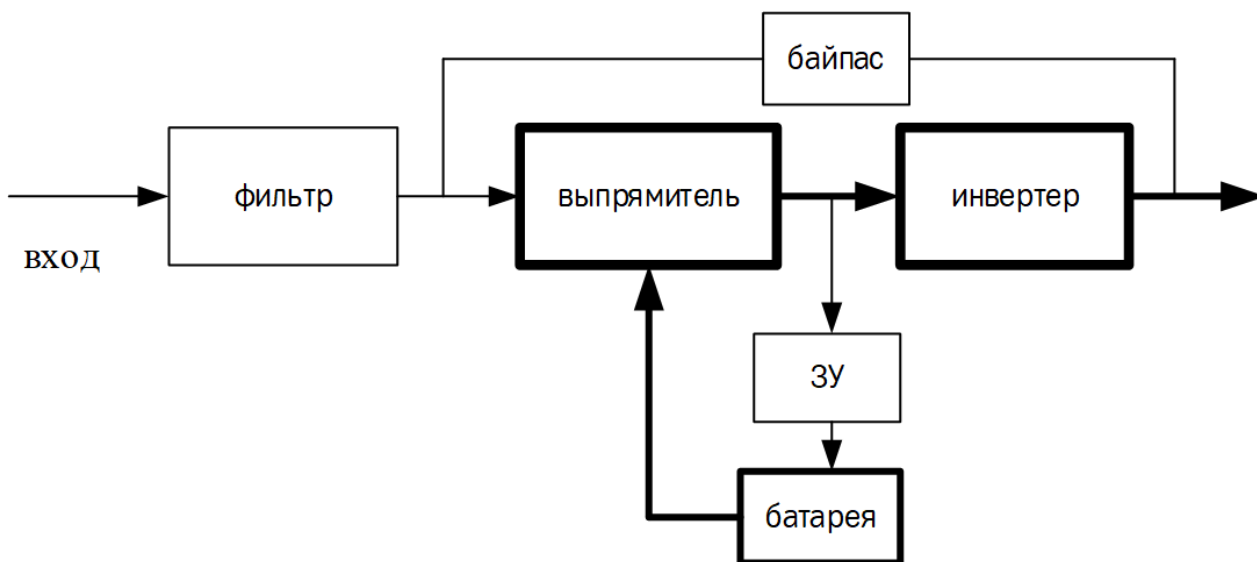 байпас
фильтр
выпрямитель
инвертер
вход
ЗУ
батарея